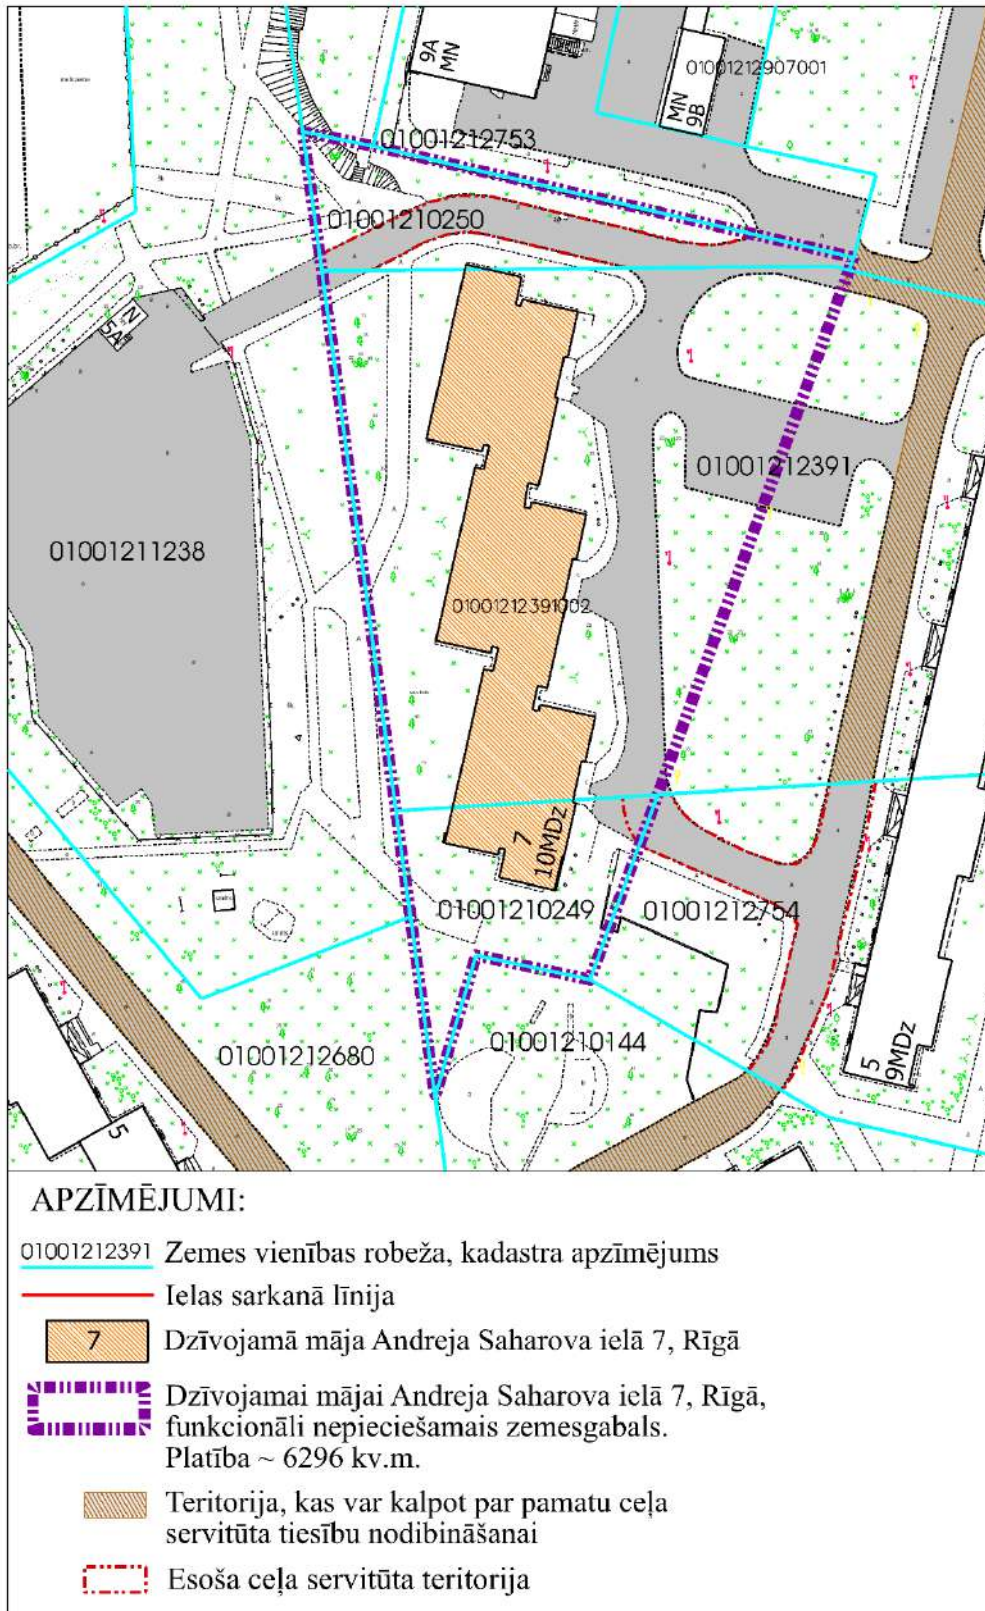 9A
MN
01001212907001
MN
9B
01001212753
01001210250
N
5A
01001212391
01001211238
01001212391002
7
10MDz
01001210249
01001212754
01001212680
01001210144
5
9MDz
5
APZĪMĒJUMI:
01001212391 Zemes vienības robeža, kadastra apzīmējums
Ielas sarkanā līnija
7 Dzīvojamā māja Andreja Saharova ielā 7, Rīgā
Dzīvojamai mājai Andreja Saharova ielā 7, Rīgā,
funkcionāli nepieciešamais zemesgabals.
Platība ~ 6296 kv.m.
Teritorija, kas var kalpot par pamatu ceļa
servitūta tiesību nodibināšanai
Esoša ceļa servitūta teritorija